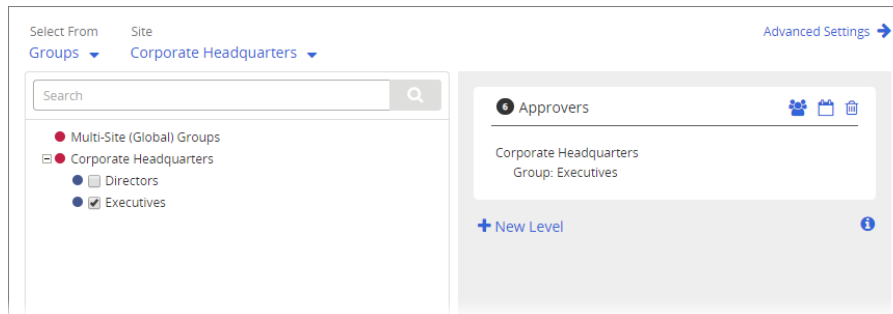 Select From Site Advanced Settings
Groups Corporate Headquarters
Search
Multi-Site (Global) Groups
Corporate Headquarters
Directors
Executives
6 Approvers
Corporate Headquarters
Group: Executives
New Level